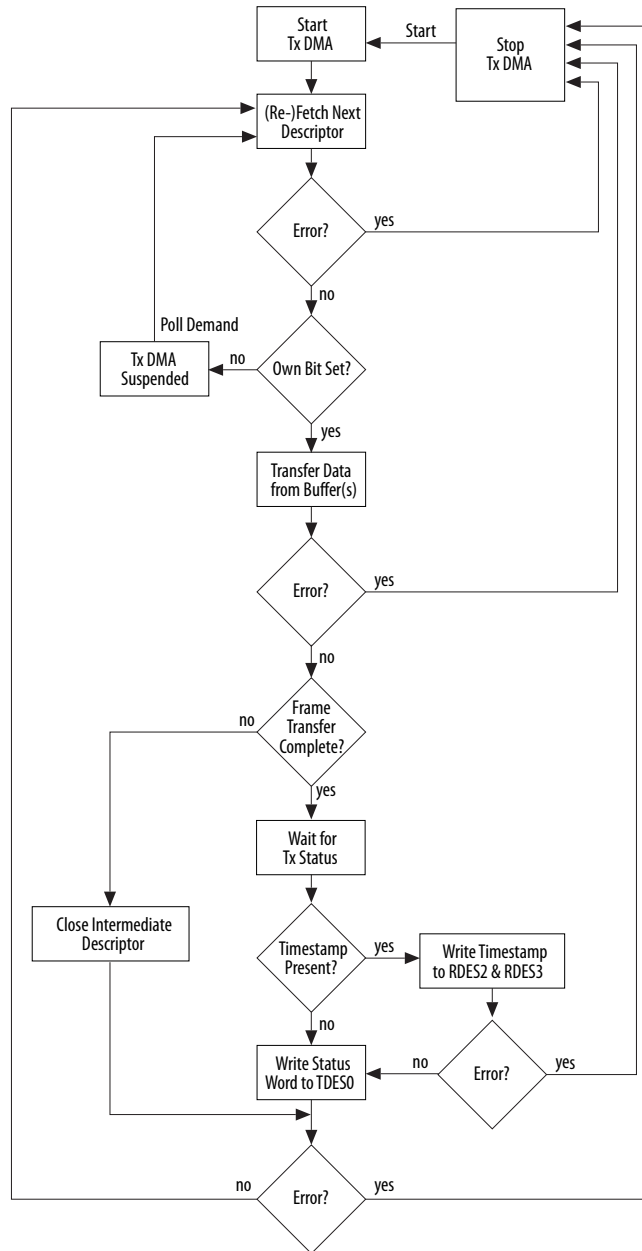 Start
Tx DMA
Start
Stop
Tx DMA
(Re-)Fetch Next
Descriptor
Error?
yes
no
Poll Demand
Tx DMA
Suspended
no
Own Bit Set?
yes
Transfer Data
from Buffer(s)
Error?
yes
no
no
Frame
Transfer
Complete?
yes
Wait for
Tx Status
Close Intermediate
Descriptor
Timestamp
Present?
yes
Write Timestamp
to RDES2 & RDES3
no
Write Status
Word to TDES0
no
Error?
yes
no
Error?
yes